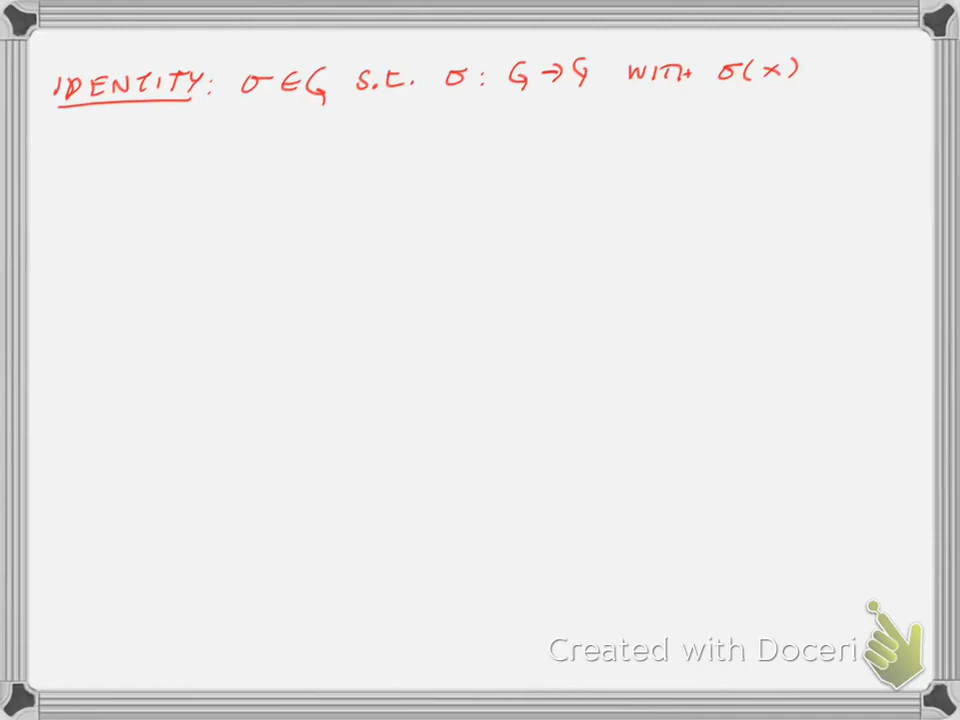 IDENTITY: σ ∈ G s.t. σ: G → G WITH σ(x)
Created with Doceri